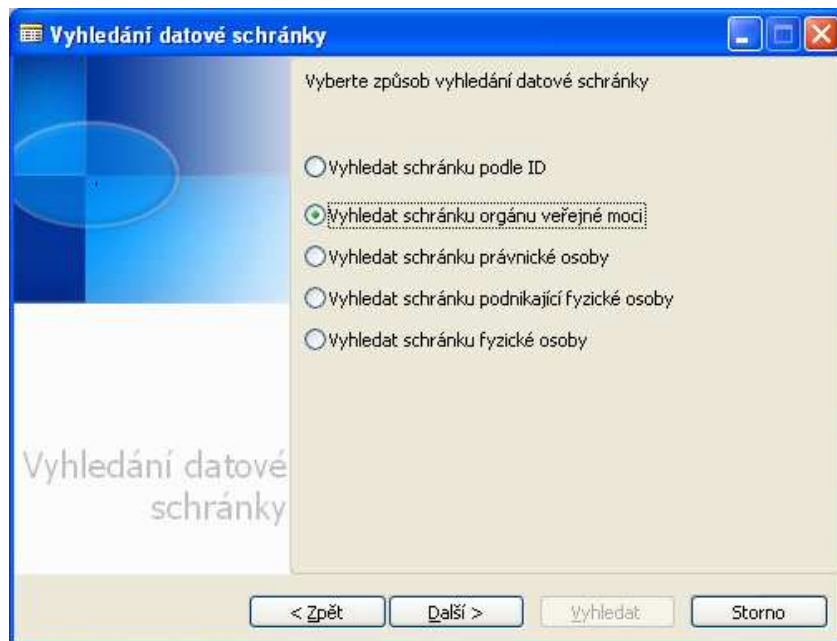 Vyhledání datové schránky
Vyberte způsob vyhledání datové schránky
Vyhledat schránku podle ID
Vyhledat schránku orgánu veřejné moci
Vyhledat schránku právnické osoby
Vyhledat schránku podnikající fyzické osoby
Vyhledat schránku fyzické osoby
Vyhledání datové
schránky
< Zpět Další > Vyhledat Storno